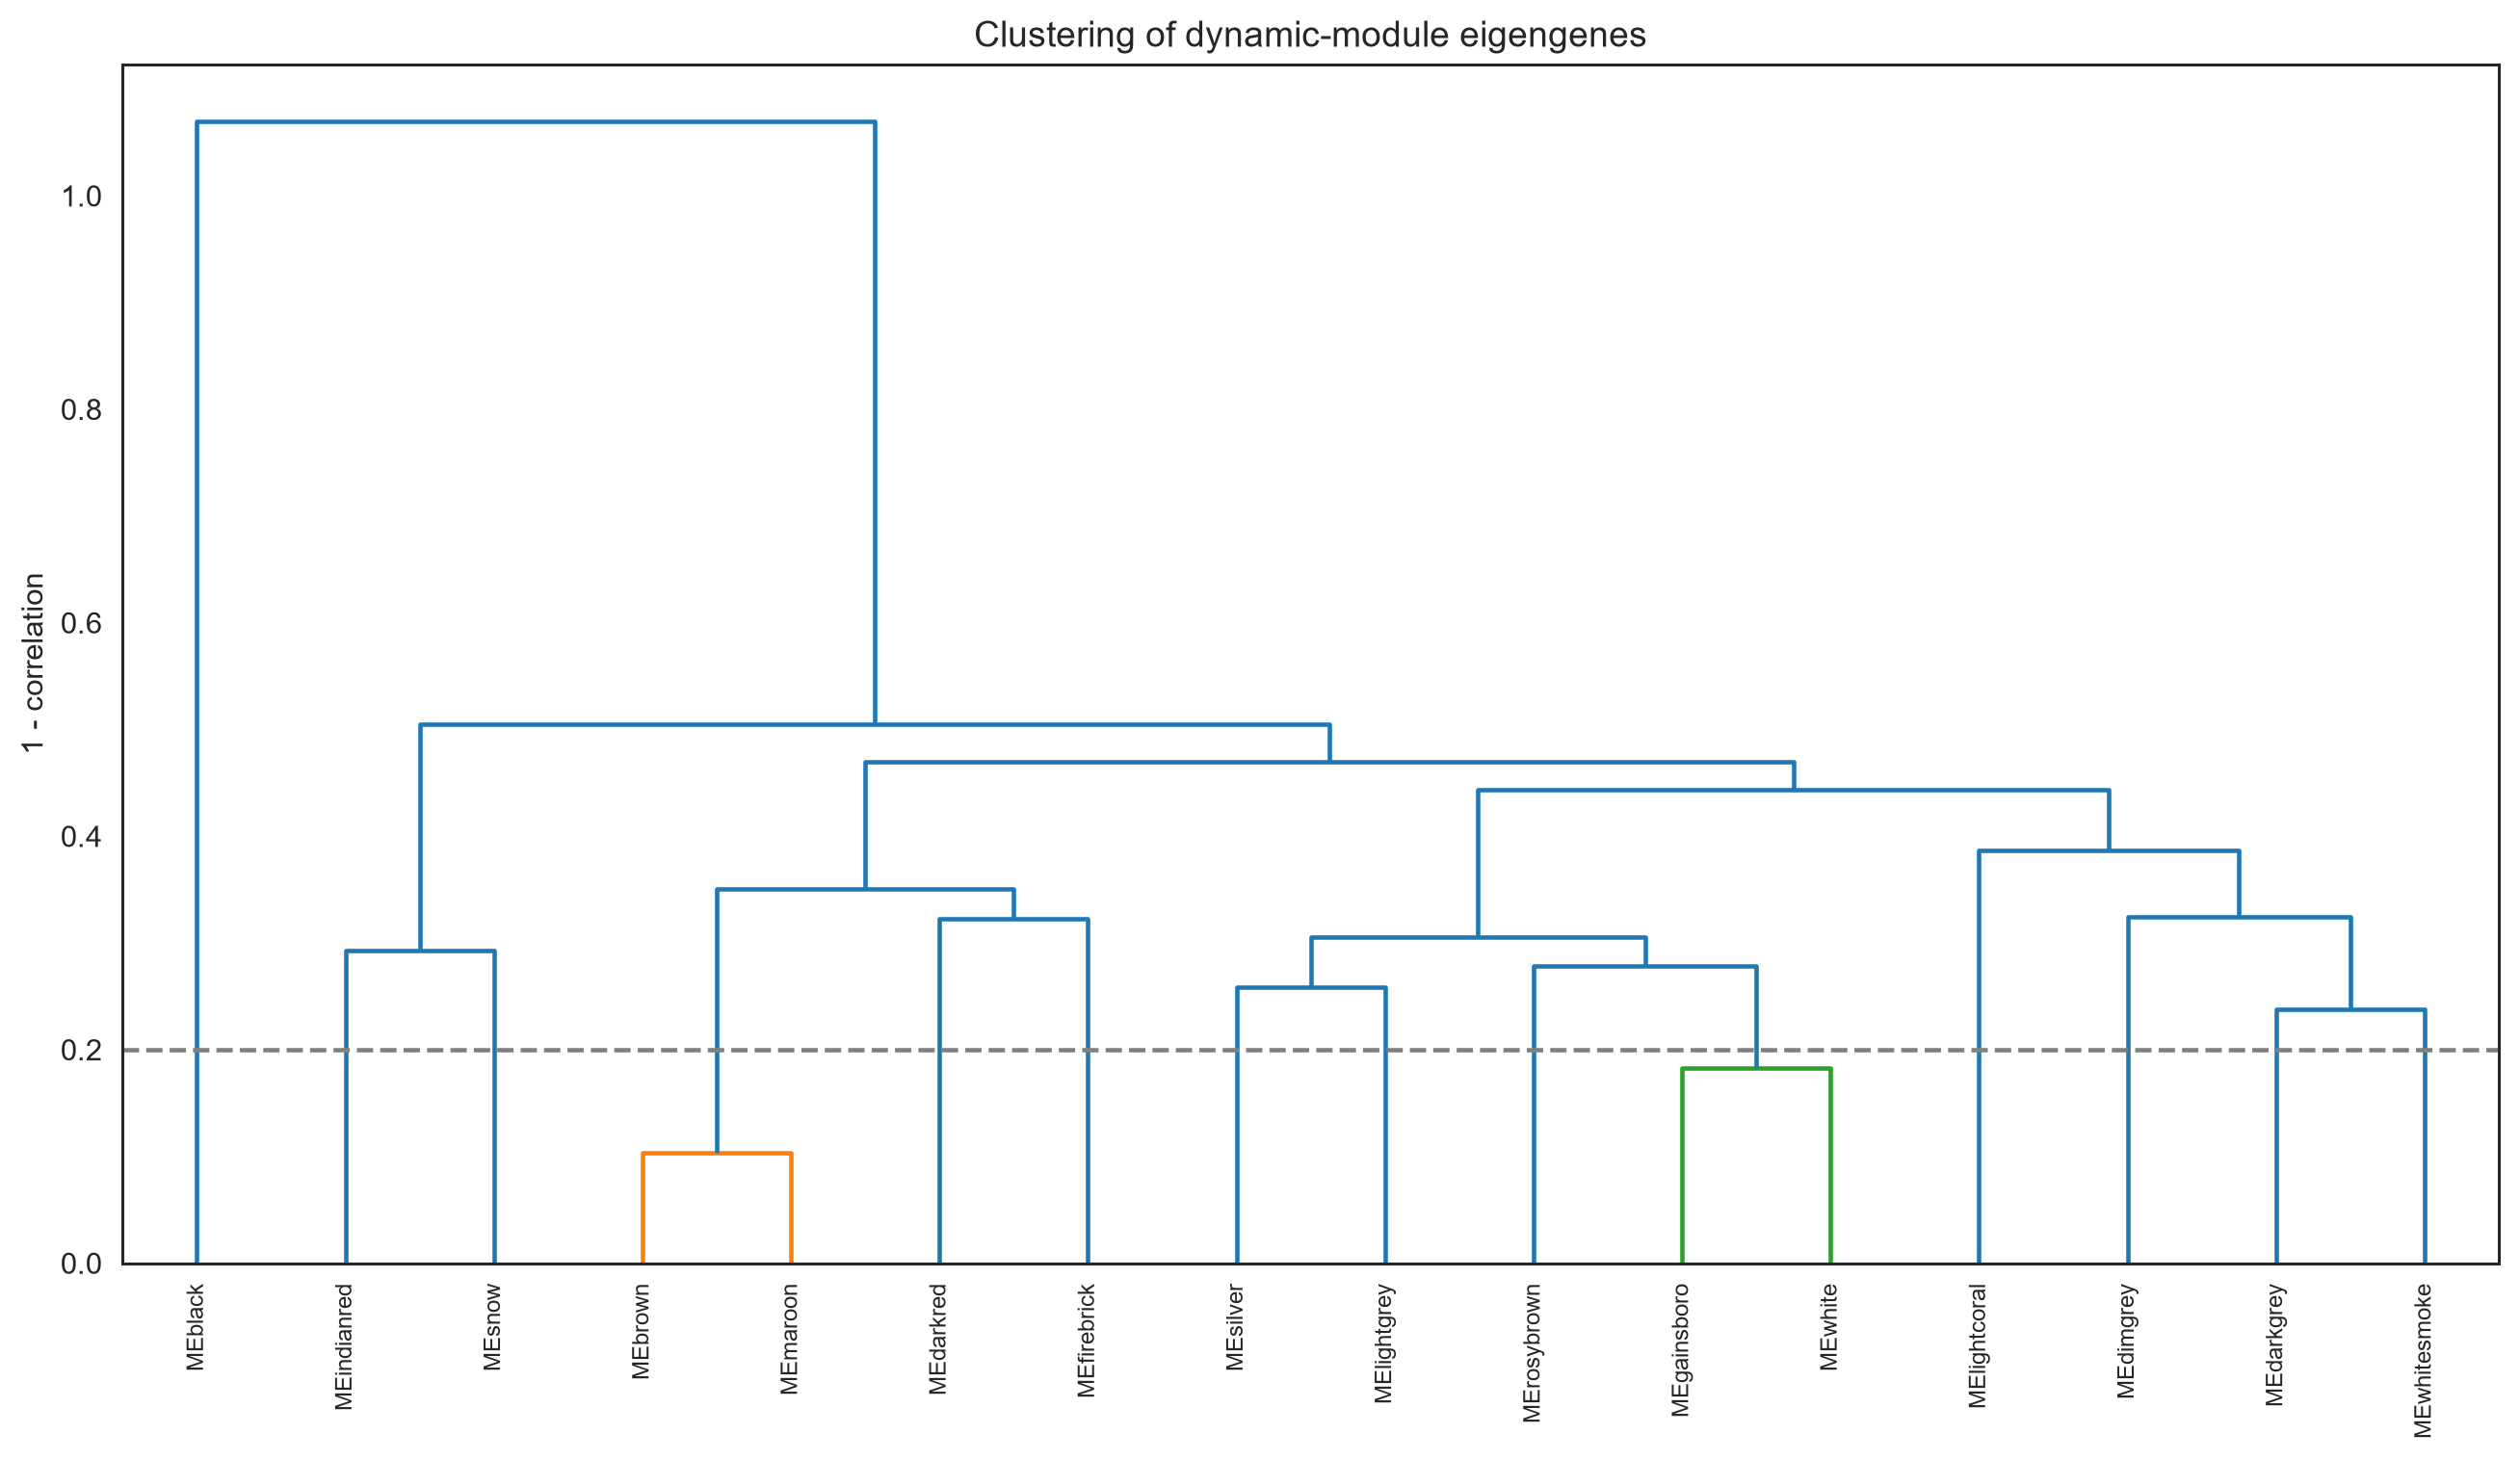 Clustering of dynamic-module eigengenes
1 - correlation
1.0
0.8
0.6
0.4
0.2
0.0
MEblack
MEindianred
MEsnow
MEbrown
MEmaroon
MEdarkred
MEfirebrick
MEsilver
MElightgrey
MErosybrown
MEgainsboro
MEwhite
MElightcoral
MEdimgrey
MEdarkgrey
MEwhitesmoke